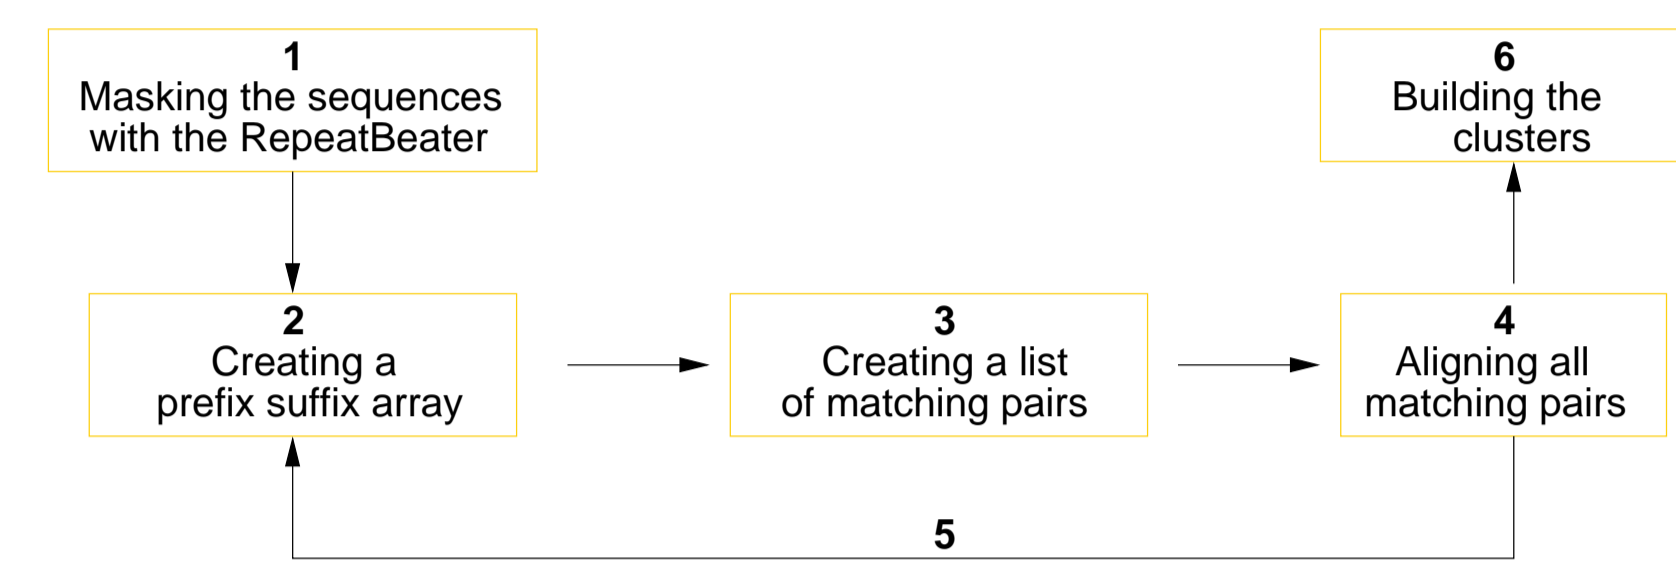 1
Masking the sequences
with the RepeatBeater
6
Building the
clusters
2
Creating a
prefix suffix array
3
Creating a list
of matching pairs
4
Aligning all
matching pairs
5